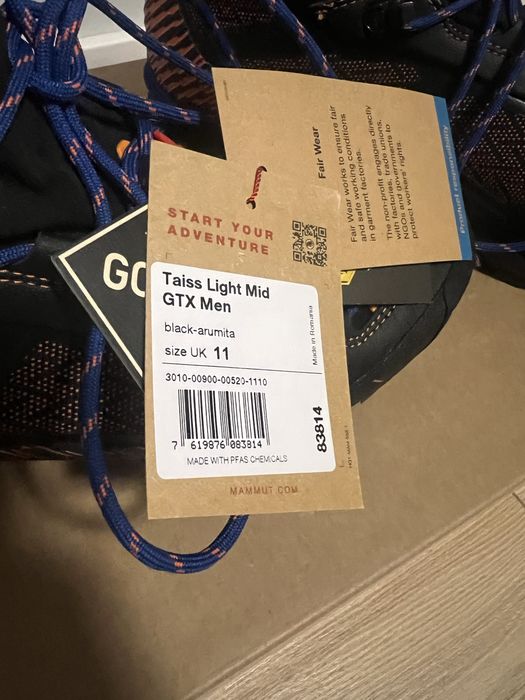 START YOUR
ADVENTURE
Taiss Light Mid
GTX Men
black-arumita
size UK 11
Made in Romania
3010-00900-00520-1110
7 619876 083814
83814
MADE WITH PFAS CHEMICALS
MAMMUT.COM
Fair Wear
Fair Wear works to ensure fair
and safe working conditions
in garment factories.
The non-profit engages directly
with factories, trade unions,
NGOs and governments to
protect workers' rights.
Product responsibility
GO